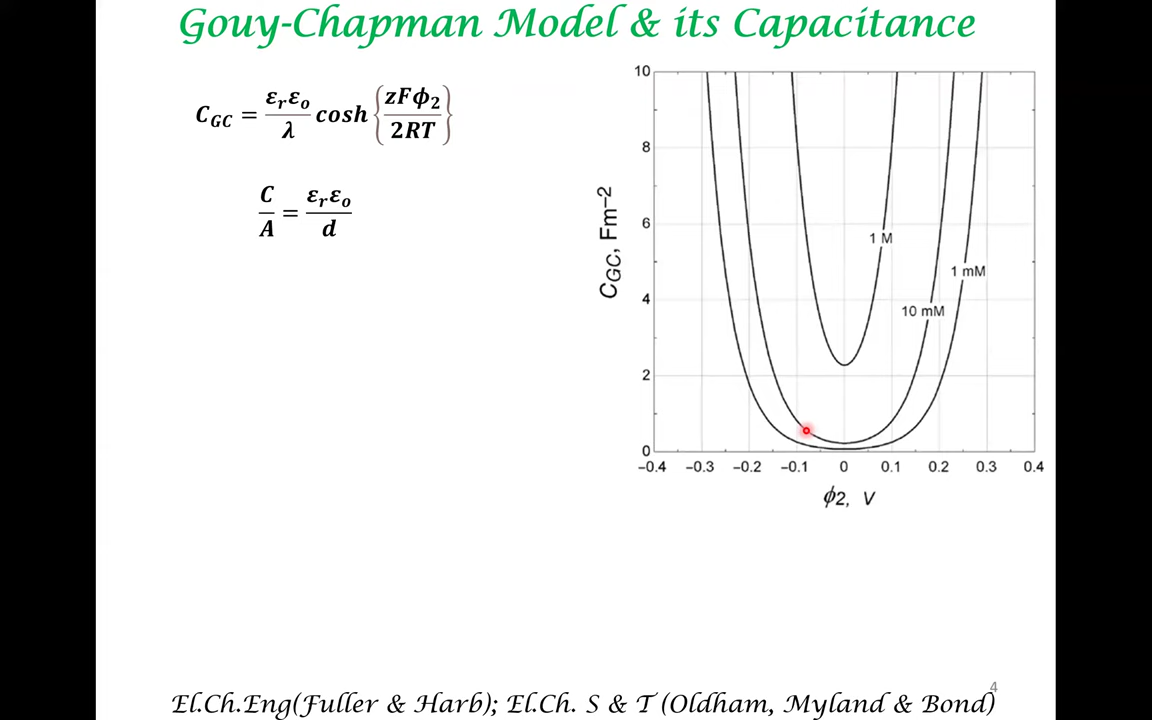 Gouy-Chapman Model & its Capacitance
C_GC = ε_r ε_o / λ cosh { zFϕ_2 / 2RT }
C / A = ε_r ε_o / d
10
8
6
4
2
0
C_GC, Fm⁻²
1 M
1 mM
10 mM
−0.4 −0.3 −0.2 −0.1 0 0.1 0.2 0.3 0.4
ϕ2, V
4
El.Ch.Eng(Fuller & Harb); El.Ch. S & T (Oldham, Myland & Bond)